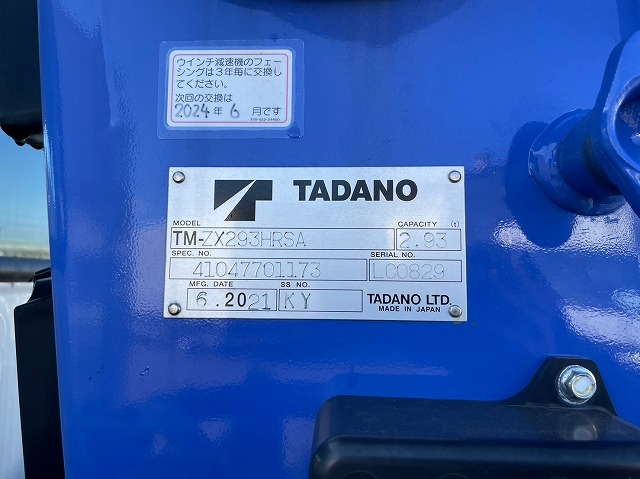 ウインチ減速機のフェー
シングは3年毎に交換し
てください。
次回の交換は
2024年 6 月です
TADANO
MODEL
TM-ZX293HRSA
CAPACITY (t)
2.93
SPEC. NO.
41047701173
SERIAL NO.
LC0829
MFG. DATE
6.2021
SS NO.
KY
TADANO LTD.
MADE IN JAPAN